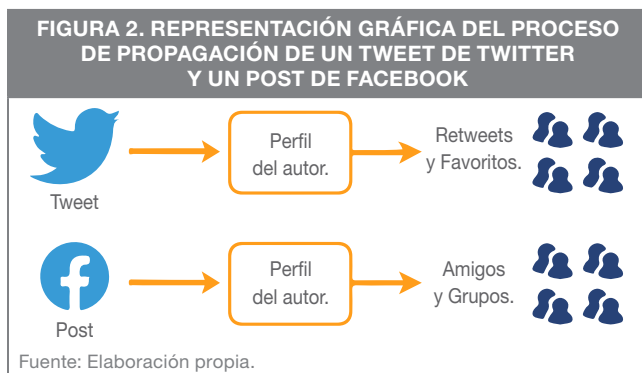 FIGURA 2. REPRESENTACIÓN GRÁFICA DEL PROCESO
DE PROPAGACIÓN DE UN TWEET DE TWITTER
Y UN POST DE FACEBOOK
Tweet
Perfil
del autor.
Retweets
y Favoritos.
Post
Perfil
del autor.
Amigos
y Grupos.
Fuente: Elaboración propia.